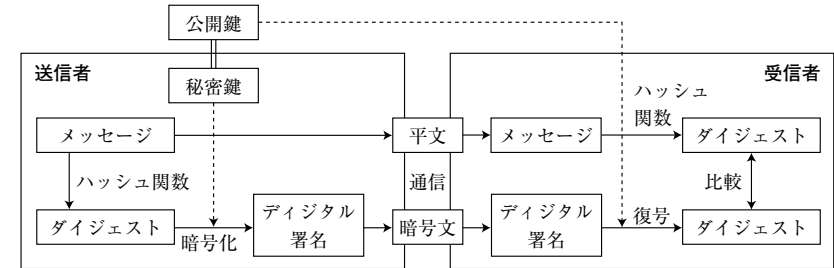 公開鍵
送信者
秘密鍵
受信者
ハッシュ
関数
メッセージ
平文
メッセージ
ダイジェスト
ハッシュ関数
通信
比較
ダイジェスト
暗号化
ディジタル
署名
暗号文
ディジタル
署名
復号
ダイジェスト